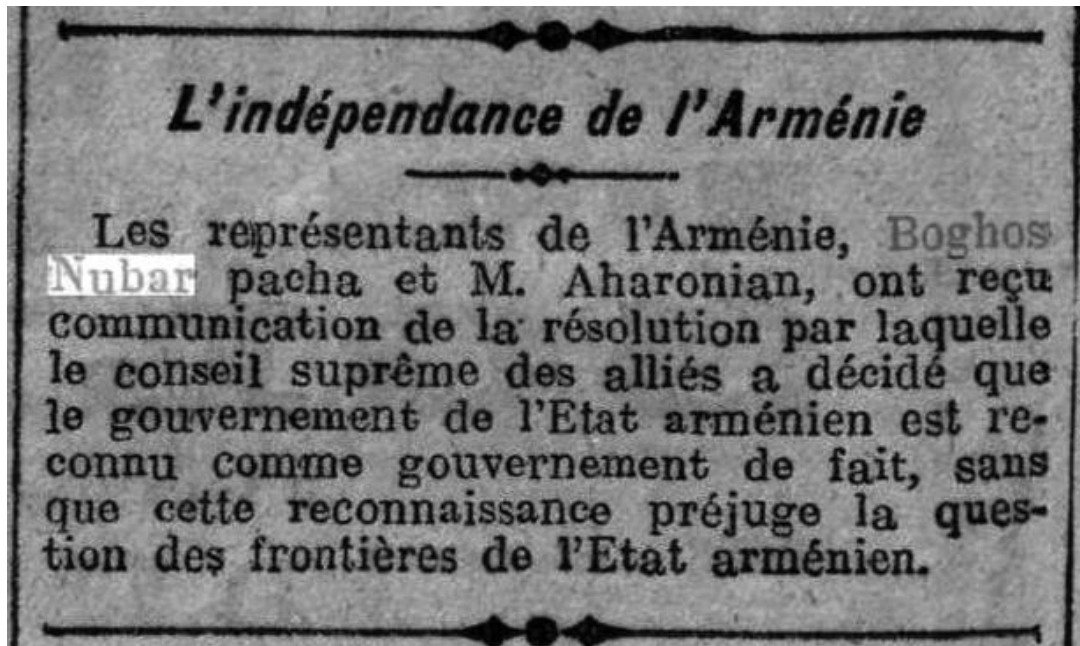 L'indépendance de l'Arménie
Les représentants de l'Arménie, Boghos
Nubar pacha et M. Aharonian, ont reçu
communication de la résolution par laquelle
le conseil suprême des alliés a décidé que
le gouvernement de l'Etat arménien est re-
connu comme gouvernement de fait, sans
que cette reconnaissance préjuge la ques-
tion des frontières de l'Etat arménien.